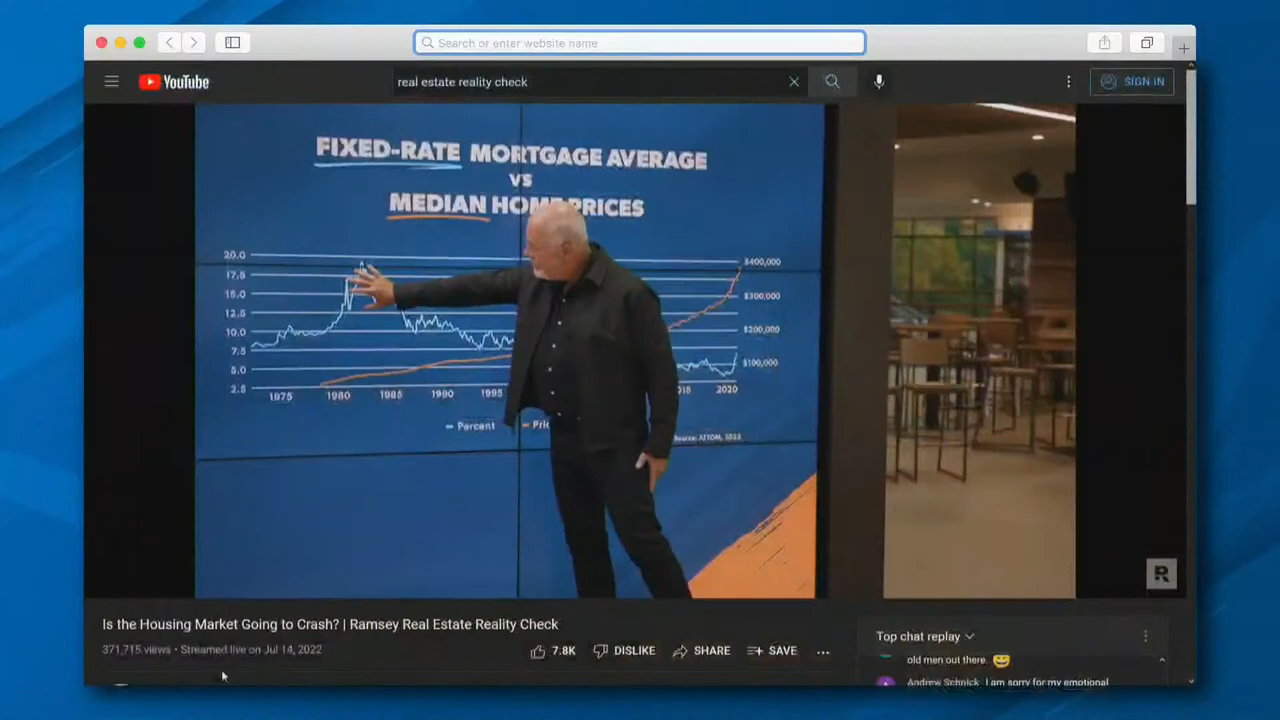 Search or enter website name
YouTube
real estate reality check
SIGN IN
FIXED-RATE MORTGAGE AVERAGE
VS
MEDIAN HOME PRICES
20.0
17.5
15.0
12.5
10.0
7.5
5.0
2.5
$400,000
$300,000
$200,000
$100,000
1975 1980 1985 1990 1995 2020
Percent
Source: ATTOM, 2022
R
Is the Housing Market Going to Crash? | Ramsey Real Estate Reality Check
371,715 views • Streamed live on Jul 14, 2022
7.8K DISLIKE SHARE SAVE
Top chat replay
old men out there.
Andrew Schnick I am sorry for my emotional